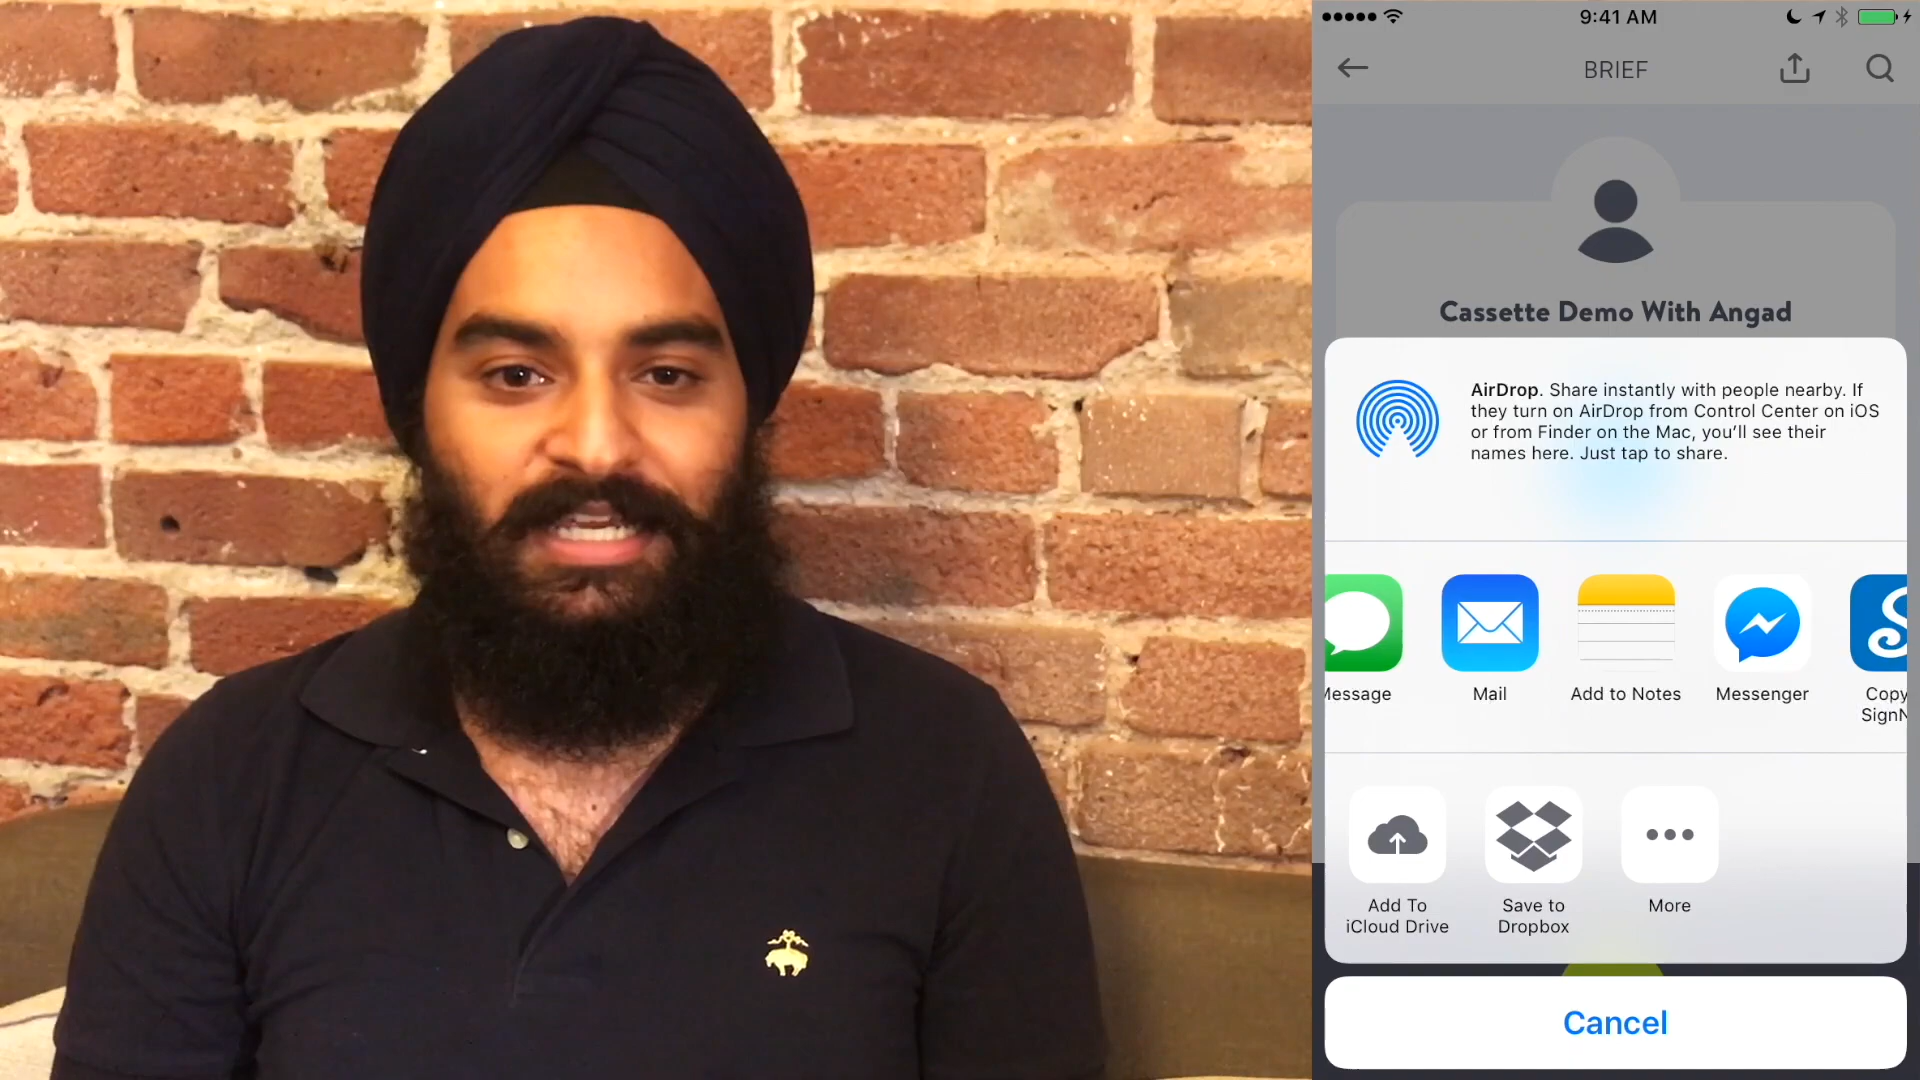 9:41 AM
BRIEF
Cassette Demo With Angad
AirDrop. Share instantly with people nearby. If
they turn on AirDrop from Control Center on iOS
or from Finder on the Mac, you’ll see their
names here. Just tap to share.
Message
Mail
Add to Notes
Messenger
Copy
SignN
Add To
iCloud Drive
Save to
Dropbox
More
Cancel